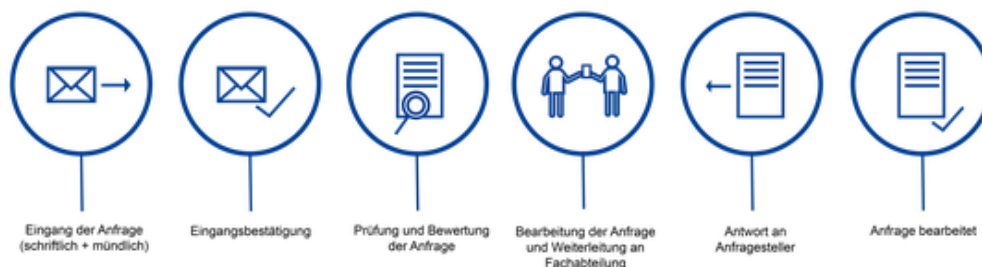 Eingang der Anfrage
(schriftlich + mündlich)
Eingangsbestätigung
Prüfung und Bewertung
der Anfrage
Bearbeitung der Anfrage
und Weiterleitung an
Fachabteilung
Antwort an
Anfragesteller
Anfrage bearbeitet